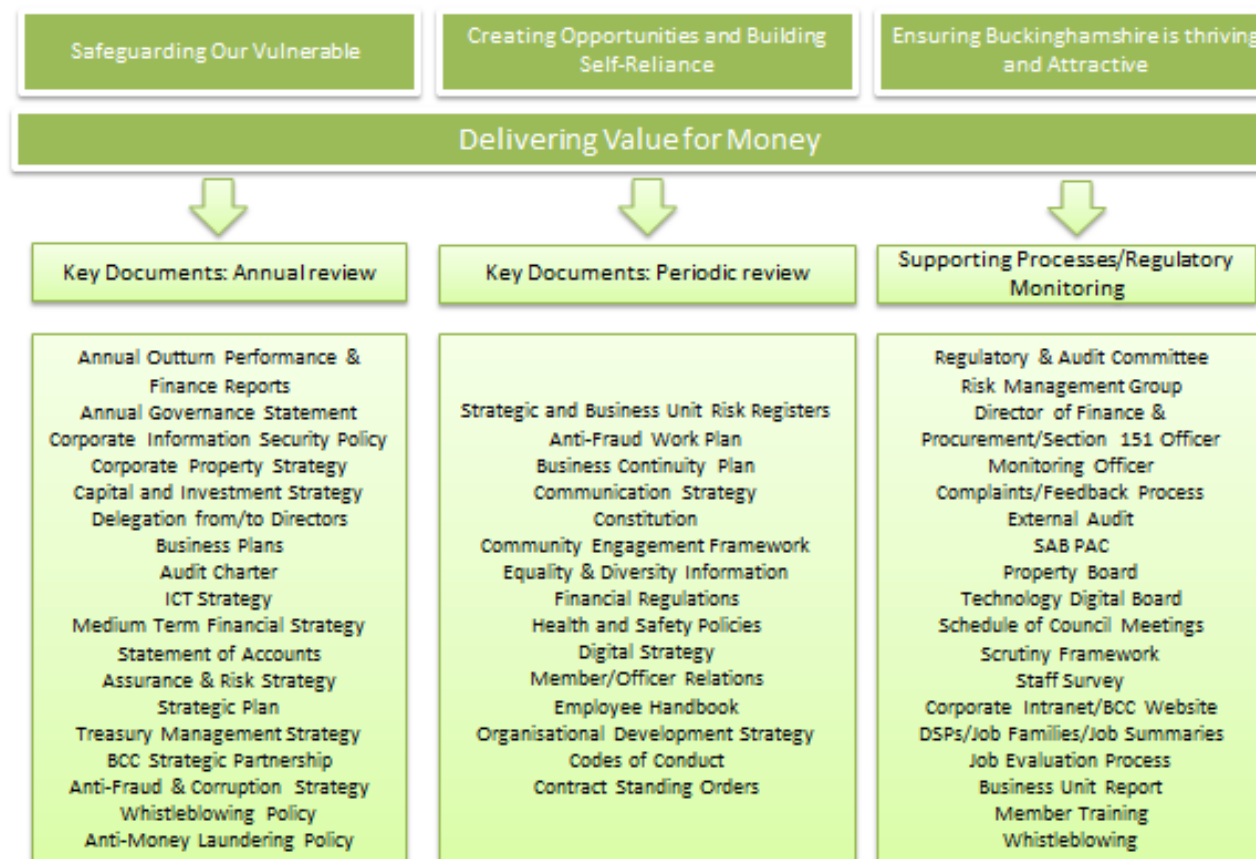 Safeguarding Our Vulnerable
Creating Opportunities and Building
Self-Reliance
Ensuring Buckinghamshire is thriving
and Attractive
Delivering Value for Money
Key Documents: Annual review
Annual Outturn Performance &
Finance Reports
Annual Governance Statement
Corporate Information Security Policy
Corporate Property Strategy
Capital and Investment Strategy
Delegation from/to Directors
Business Plans
Audit Charter
ICT Strategy
Medium Term Financial Strategy
Statement of Accounts
Assurance & Risk Strategy
Strategic Plan
Treasury Management Strategy
BCC Strategic Partnership
Anti-Fraud & Corruption Strategy
Whistleblowing Policy
Anti-Money Laundering Policy
Key Documents: Periodic review
Strategic and Business Unit Risk Registers
Anti-Fraud Work Plan
Business Continuity Plan
Communication Strategy
Constitution
Community Engagement Framework
Equality & Diversity Information
Financial Regulations
Health and Safety Policies
Digital Strategy
Member/Officer Relations
Employee Handbook
Organisational Development Strategy
Codes of Conduct
Contract Standing Orders
Supporting Processes/Regulatory
Monitoring
Regulatory & Audit Committee
Risk Management Group
Director of Finance &
Procurement/Section 151 Officer
Monitoring Officer
Complaints/Feedback Process
External Audit
SAB PAC
Property Board
Technology Digital Board
Schedule of Council Meetings
Scrutiny Framework
Staff Survey
Corporate Intranet/BCC Website
DSPs/Job Families/Job Summaries
Job Evaluation Process
Business Unit Report
Member Training
Whistleblowing